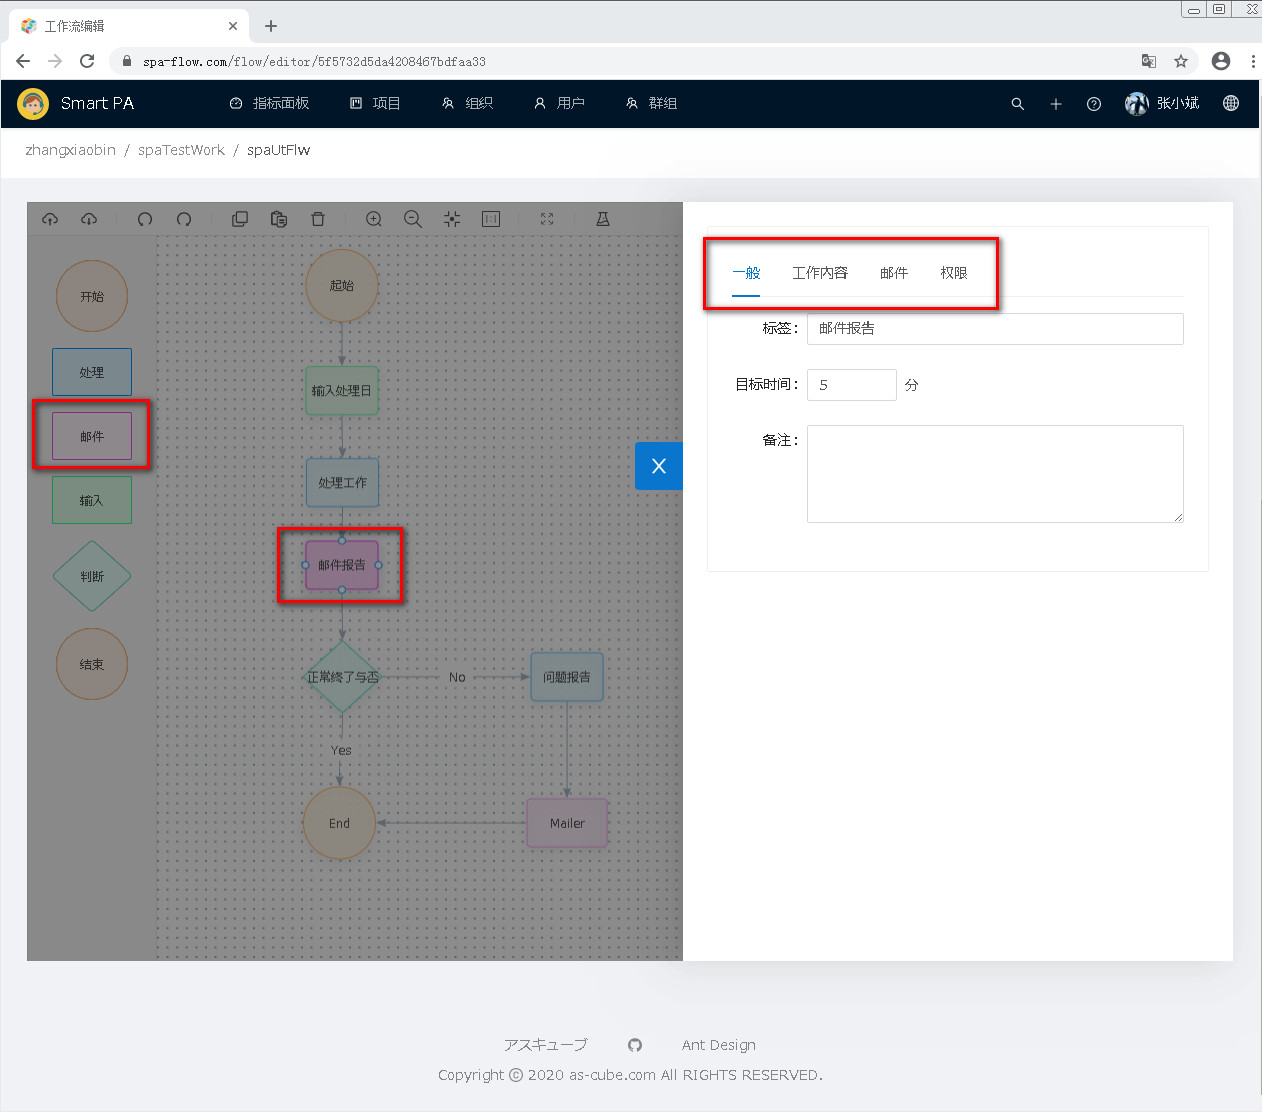 工作流编辑
spa-flow.com/flow/editor/5f5732d5da4208467bdfaa33
Smart PA 指标面板 项目 组织 用户 群组 张小斌
zhangxiaobin / spaTestWork / spaUtFlw
开始
处理
邮件
输入
判断
结束
起始
输入处理日
处理工作
邮件报告
正常终了与否
No
问题报告
Yes
End
Mailer
X
一般 工作内容 邮件 权限
标签: 邮件报告
目标时间: 5 分
备注:
アスキューブ Ant Design
Copyright © 2020 as-cube.com All RIGHTS RESERVED.